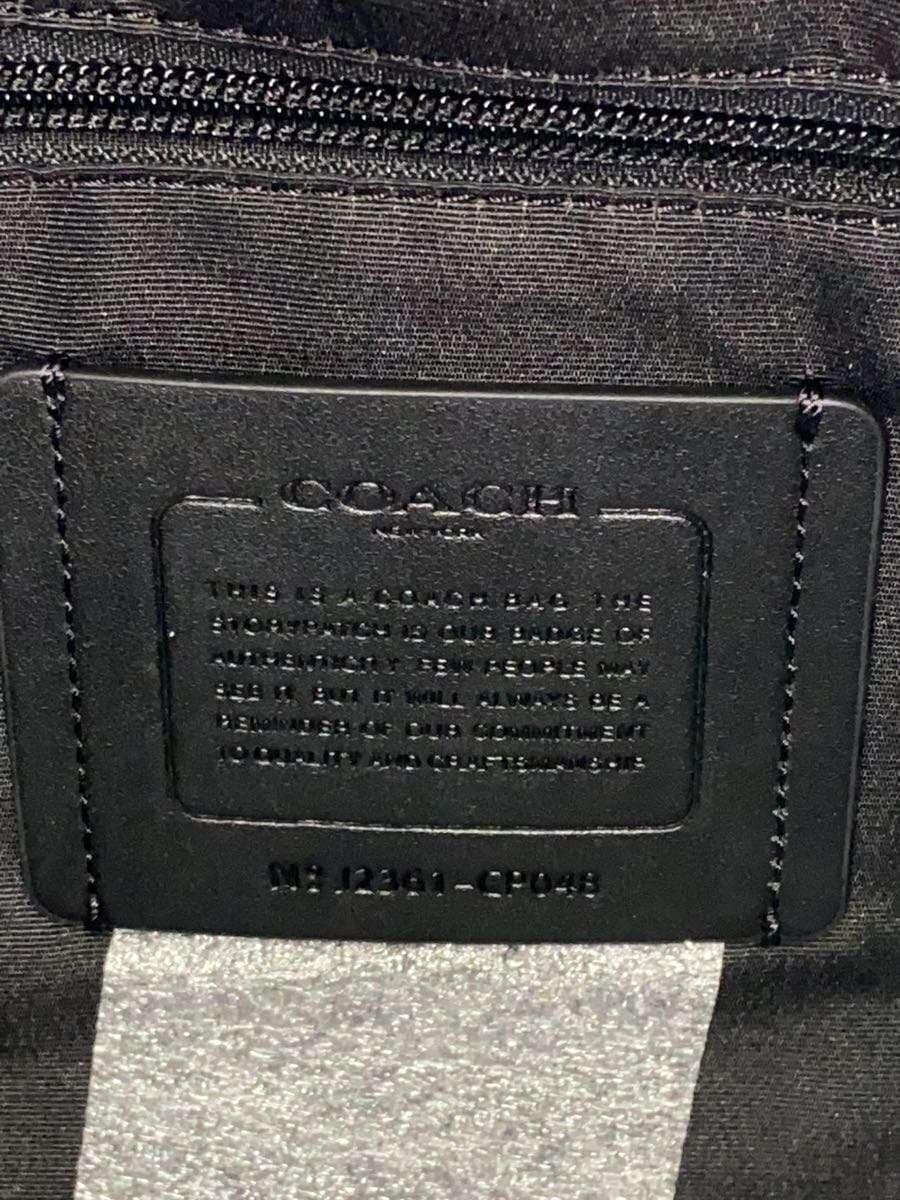 COACH
NEW YORK
THIS IS A COACH BAG. THE
STORYPATCH IS OUR BADGE OF
AUTHENTICITY. FEW PEOPLE MAY
SEE IT, BUT IT WILL ALWAYS BE A
REMINDER OF OUR COMMITMENT
TO QUALITY AND CRAFTSMANSHIP
Nº J2361-CP048